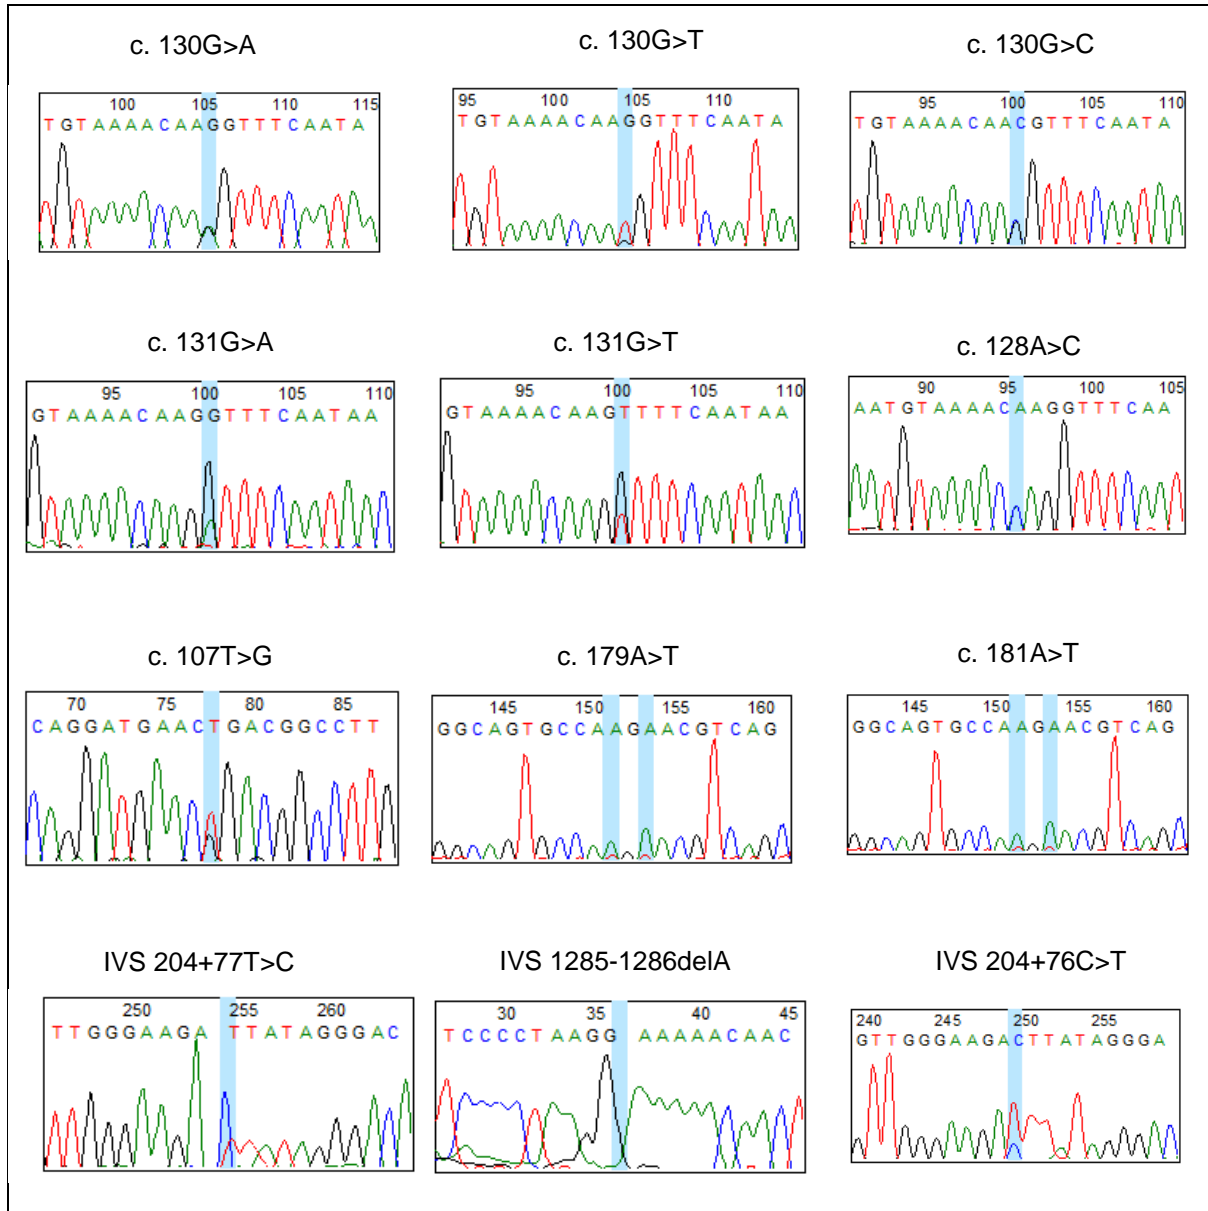 c. 130G>A
c. 130G>T
c. 130G>C
100 105 110 115
T G T A A A A C A A G G T T T C A A T A
95 100 105 110
T G T A A A A C A A G G T T T C A A T A
95 100 105 110
T G T A A A A C A A C G T T T C A A T A
c. 131G>A
c. 131G>T
c. 128A>C
95 100 105 110
G T A A A A C A A G G T T T C A A T A A
95 100 105 110
G T A A A A C A A G T T T T C A A T A A
90 95 100 105
A A T G T A A A A C A A G G T T T C A A
c. 107T>G
c. 179A>T
c. 181A>T
70 75 80 85
C A G G A T G A A C T G A C G G C C T T
145 150 155 160
G G C A G T G C C A A G A A C G T C A G
145 150 155 160
G G C A G T G C C A A G A A C G T C A G
IVS 204+77T>C
IVS 1285-1286delA
IVS 204+76C>T
250 255 260
T T G G G A A G A T T A T A G G G A C
30 35 40 45
T C C C C T A A G G A A A A A C A A C
240 245 250 255
G T T G G G A A G A C T T A T A G G G A